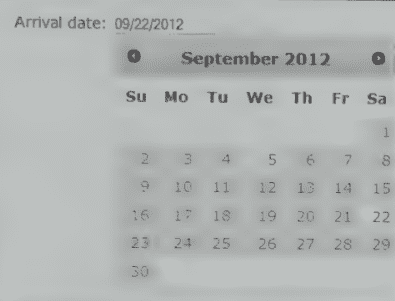 Arrival date: 09/22/2012
September 2012
Su Mo Tu We Th Fr Sa
1
2 3 4 5 6 7 8
9 10 11 12 13 14 15
16 17 18 19 20 21 22
23 24 25 26 27 28 29
30